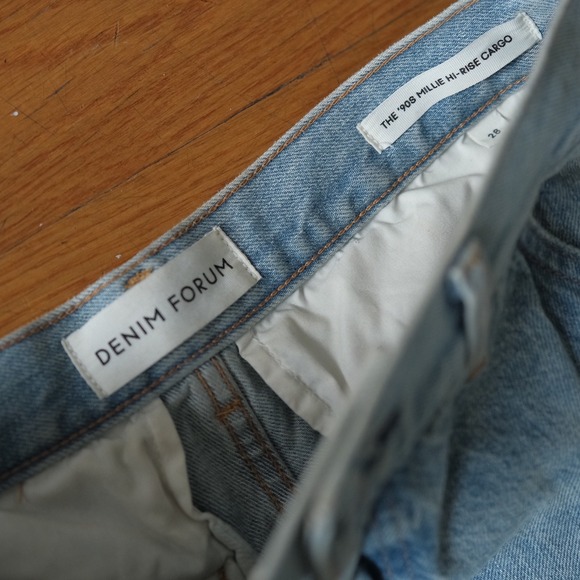 THE '90S MILLIE HI-RISE CARGO
28
DENIM FORUM